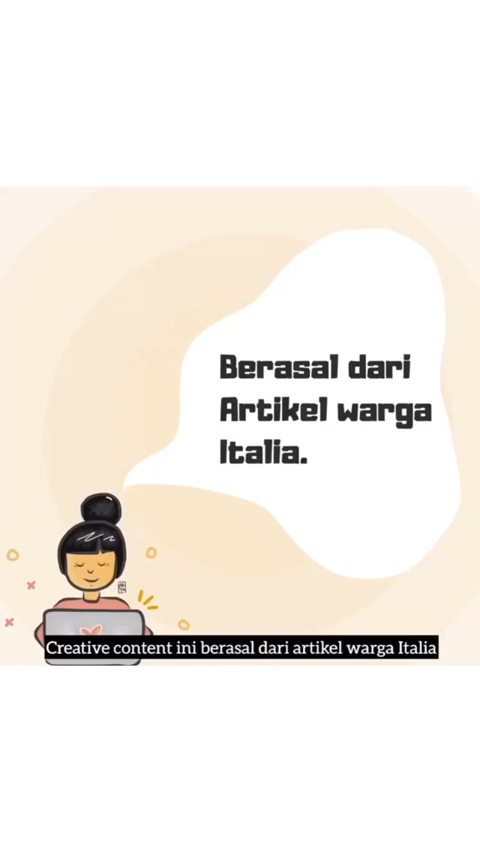 Berasal dari
Artikel warga
Italia.
Creative content ini berasal dari artikel warga Italia